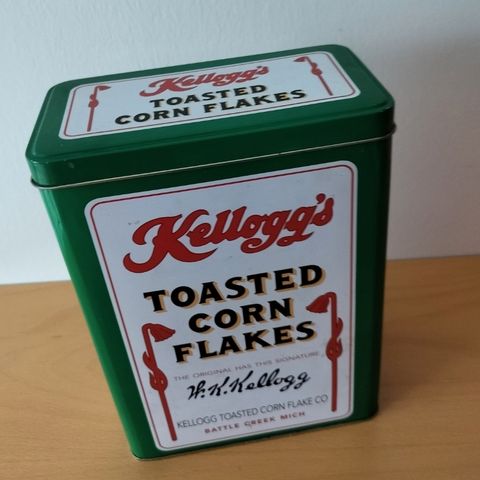 Kellogg's
TOASTED
CORN FLAKES
Kellogg's
TOASTED
CORN
FLAKES
THE ORIGINAL HAS THIS SIGNATURE
W.K.Kellogg
KELLOGG TOASTED CORN FLAKE CO
BATTLE CREEK MICH